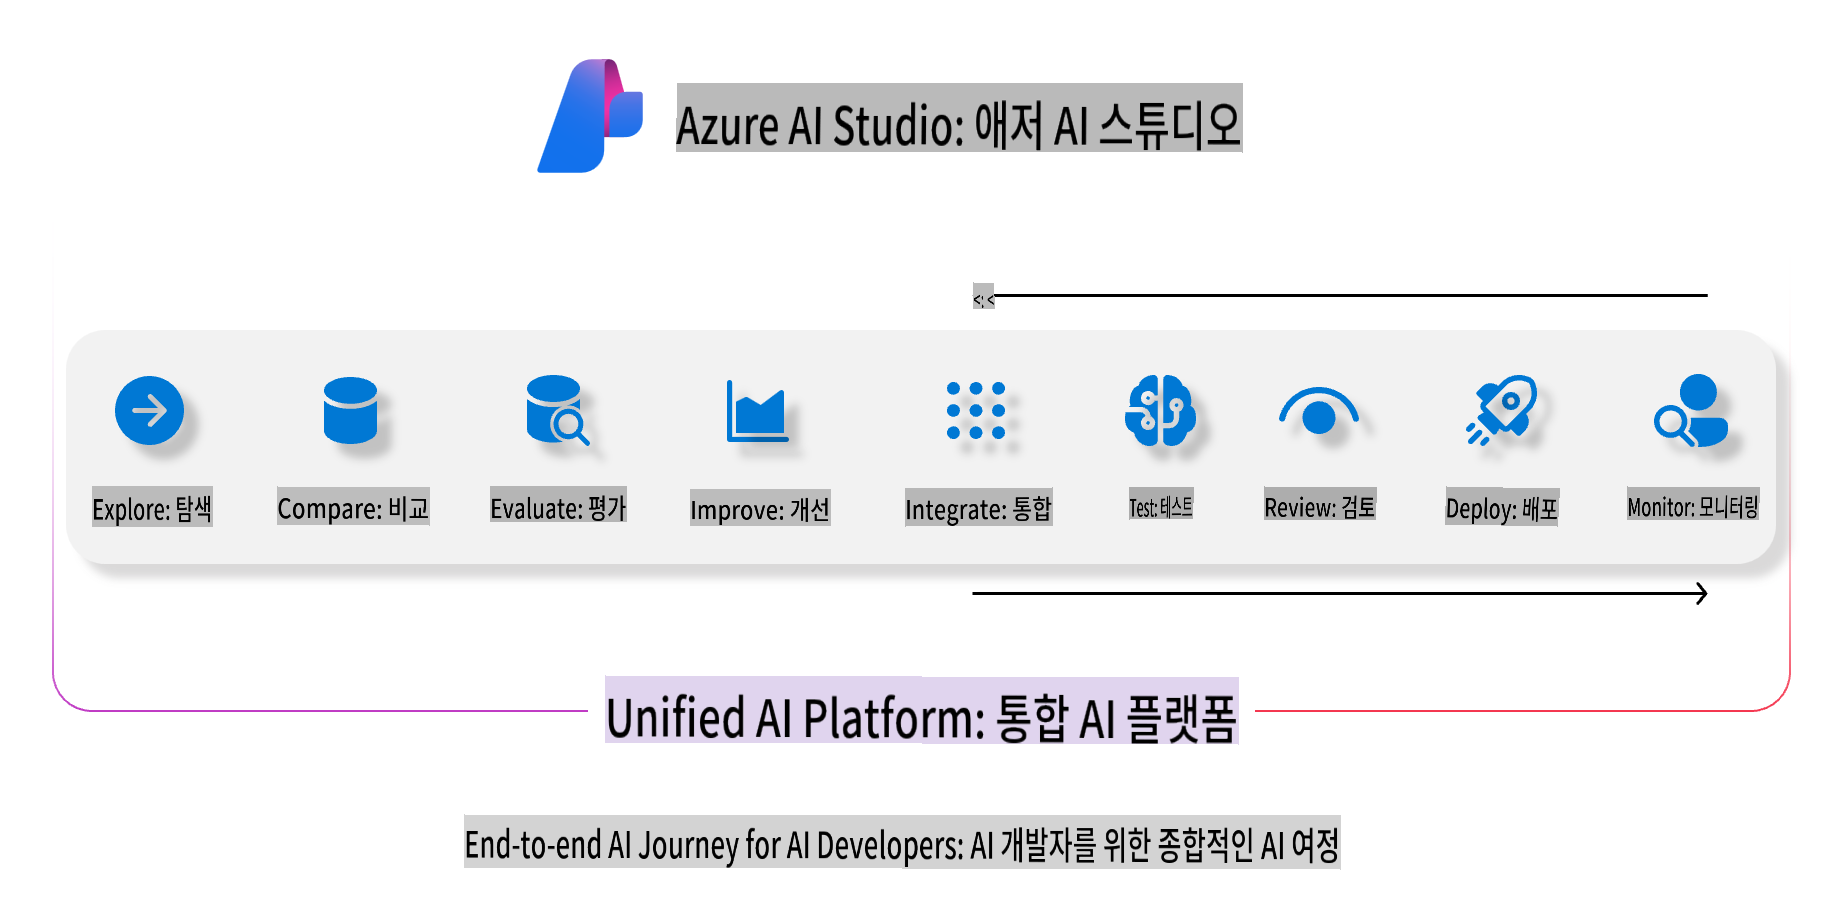 Azure AI Studio: 애저 AI 스튜디오
<; <
Explore: 탐색
Compare: 비교
Evaluate: 평가
Improve: 개선
Integrate: 통합
Test: 테스트
Review: 검토
Deploy: 배포
Monitor: 모니터링
Unified AI Platform: 통합 AI 플랫폼
End-to-end AI Journey for AI Developers: AI 개발자를 위한 종합적인 AI 여정